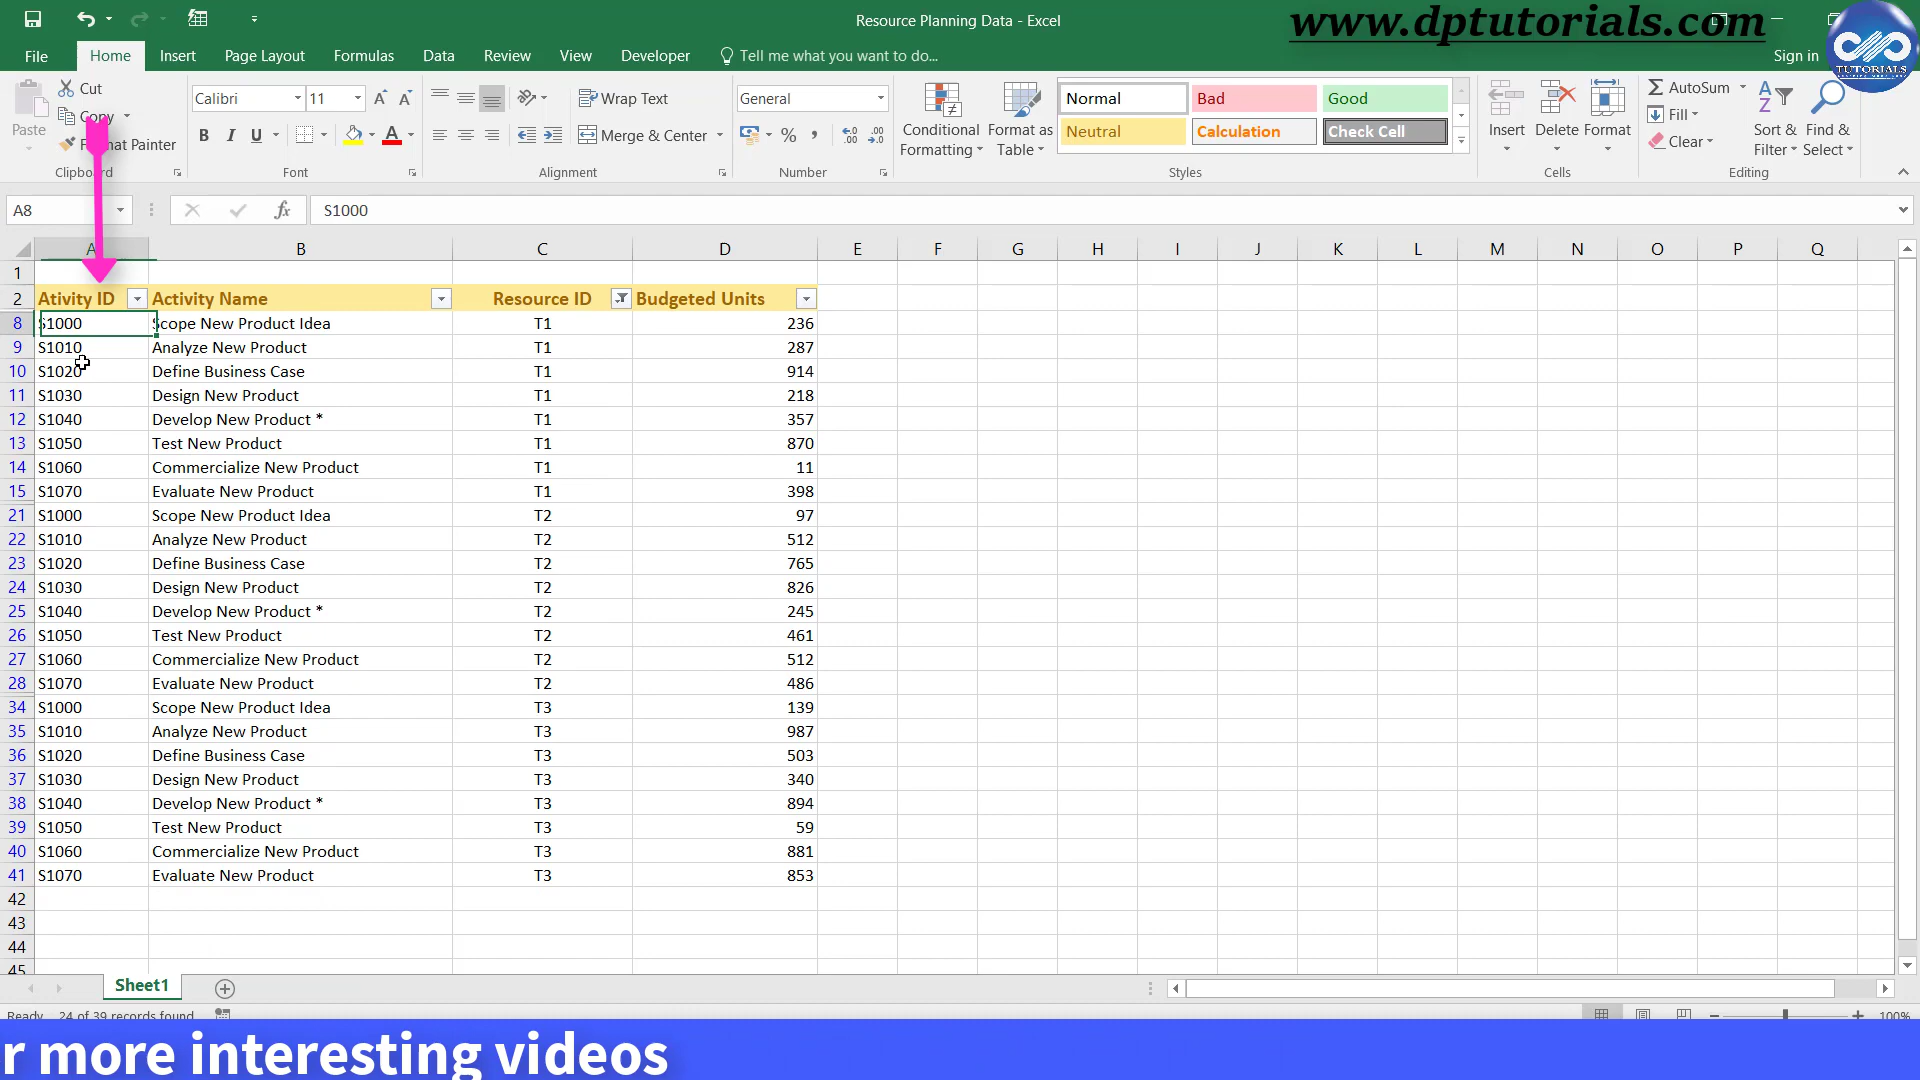 Resource Planning Data - Excel
www.dptutorials.com
File Home Insert Page Layout Formulas Data Review View Developer Tell me what you want to do... Sign in
TUTORIALS
Paste
Cut
Copy
Format Painter
Clipboard
Calibri 11
B I U
Font
Wrap Text
Merge & Center
Alignment
General
% ,
Number
Conditional Formatting
Format as Table
Normal Bad Good
Neutral Calculation Check Cell
Styles
Insert Delete Format
Cells
AutoSum
Fill
Clear
Sort & Filter
Find & Select
Editing
A8 fx S1000
A B C D E F G H I J K L M N O P Q
1
2 Ativity ID Activity Name Resource ID Budgeted Units
8 S1000 Scope New Product Idea T1 236
9 S1010 Analyze New Product T1 287
10 S1020 Define Business Case T1 914
11 S1030 Design New Product T1 218
12 S1040 Develop New Product * T1 357
13 S1050 Test New Product T1 870
14 S1060 Commercialize New Product T1 11
15 S1070 Evaluate New Product T1 398
21 S1000 Scope New Product Idea T2 97
22 S1010 Analyze New Product T2 512
23 S1020 Define Business Case T2 765
24 S1030 Design New Product T2 826
25 S1040 Develop New Product * T2 245
26 S1050 Test New Product T2 461
27 S1060 Commercialize New Product T2 512
28 S1070 Evaluate New Product T2 486
34 S1000 Scope New Product Idea T3 139
35 S1010 Analyze New Product T3 987
36 S1020 Define Business Case T3 503
37 S1030 Design New Product T3 340
38 S1040 Develop New Product * T3 894
39 S1050 Test New Product T3 59
40 S1060 Commercialize New Product T3 881
41 S1070 Evaluate New Product T3 853
42
43
44
45
Sheet1
Ready 24 of 39 records found 100%
r more interesting videos